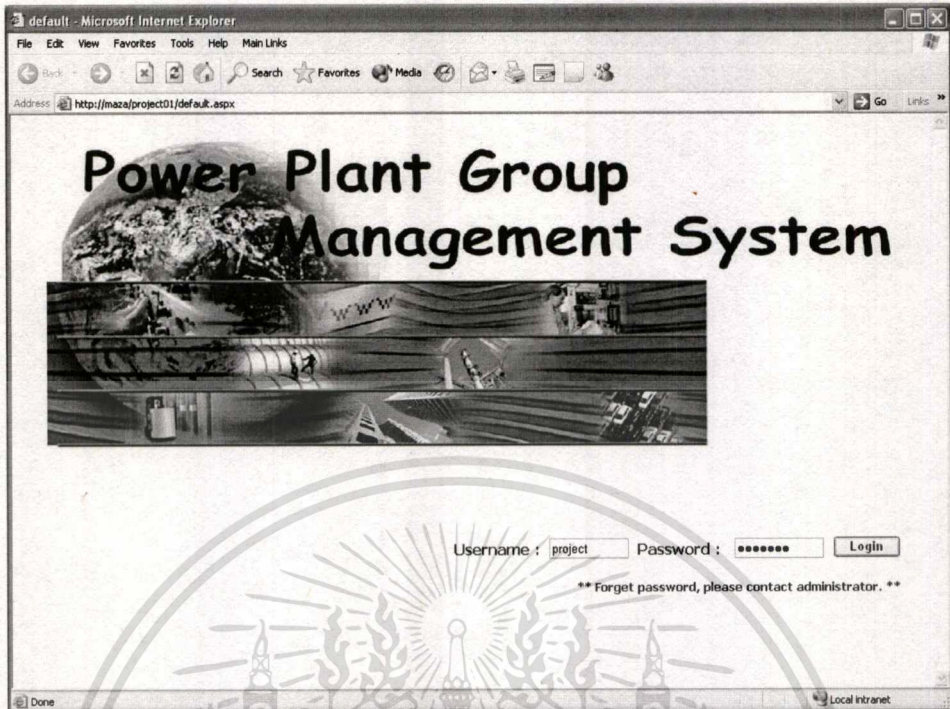 default - Microsoft Internet Explorer
File Edit View Favorites Tools Help Main Links
Back Search Favorites Media
Address http://maza/project01/default.aspx Go Links »
Power Plant Group
Management System
Username : project Password : ●●●●●●● Login
** Forget password, please contact administrator. **
Done Local intranet